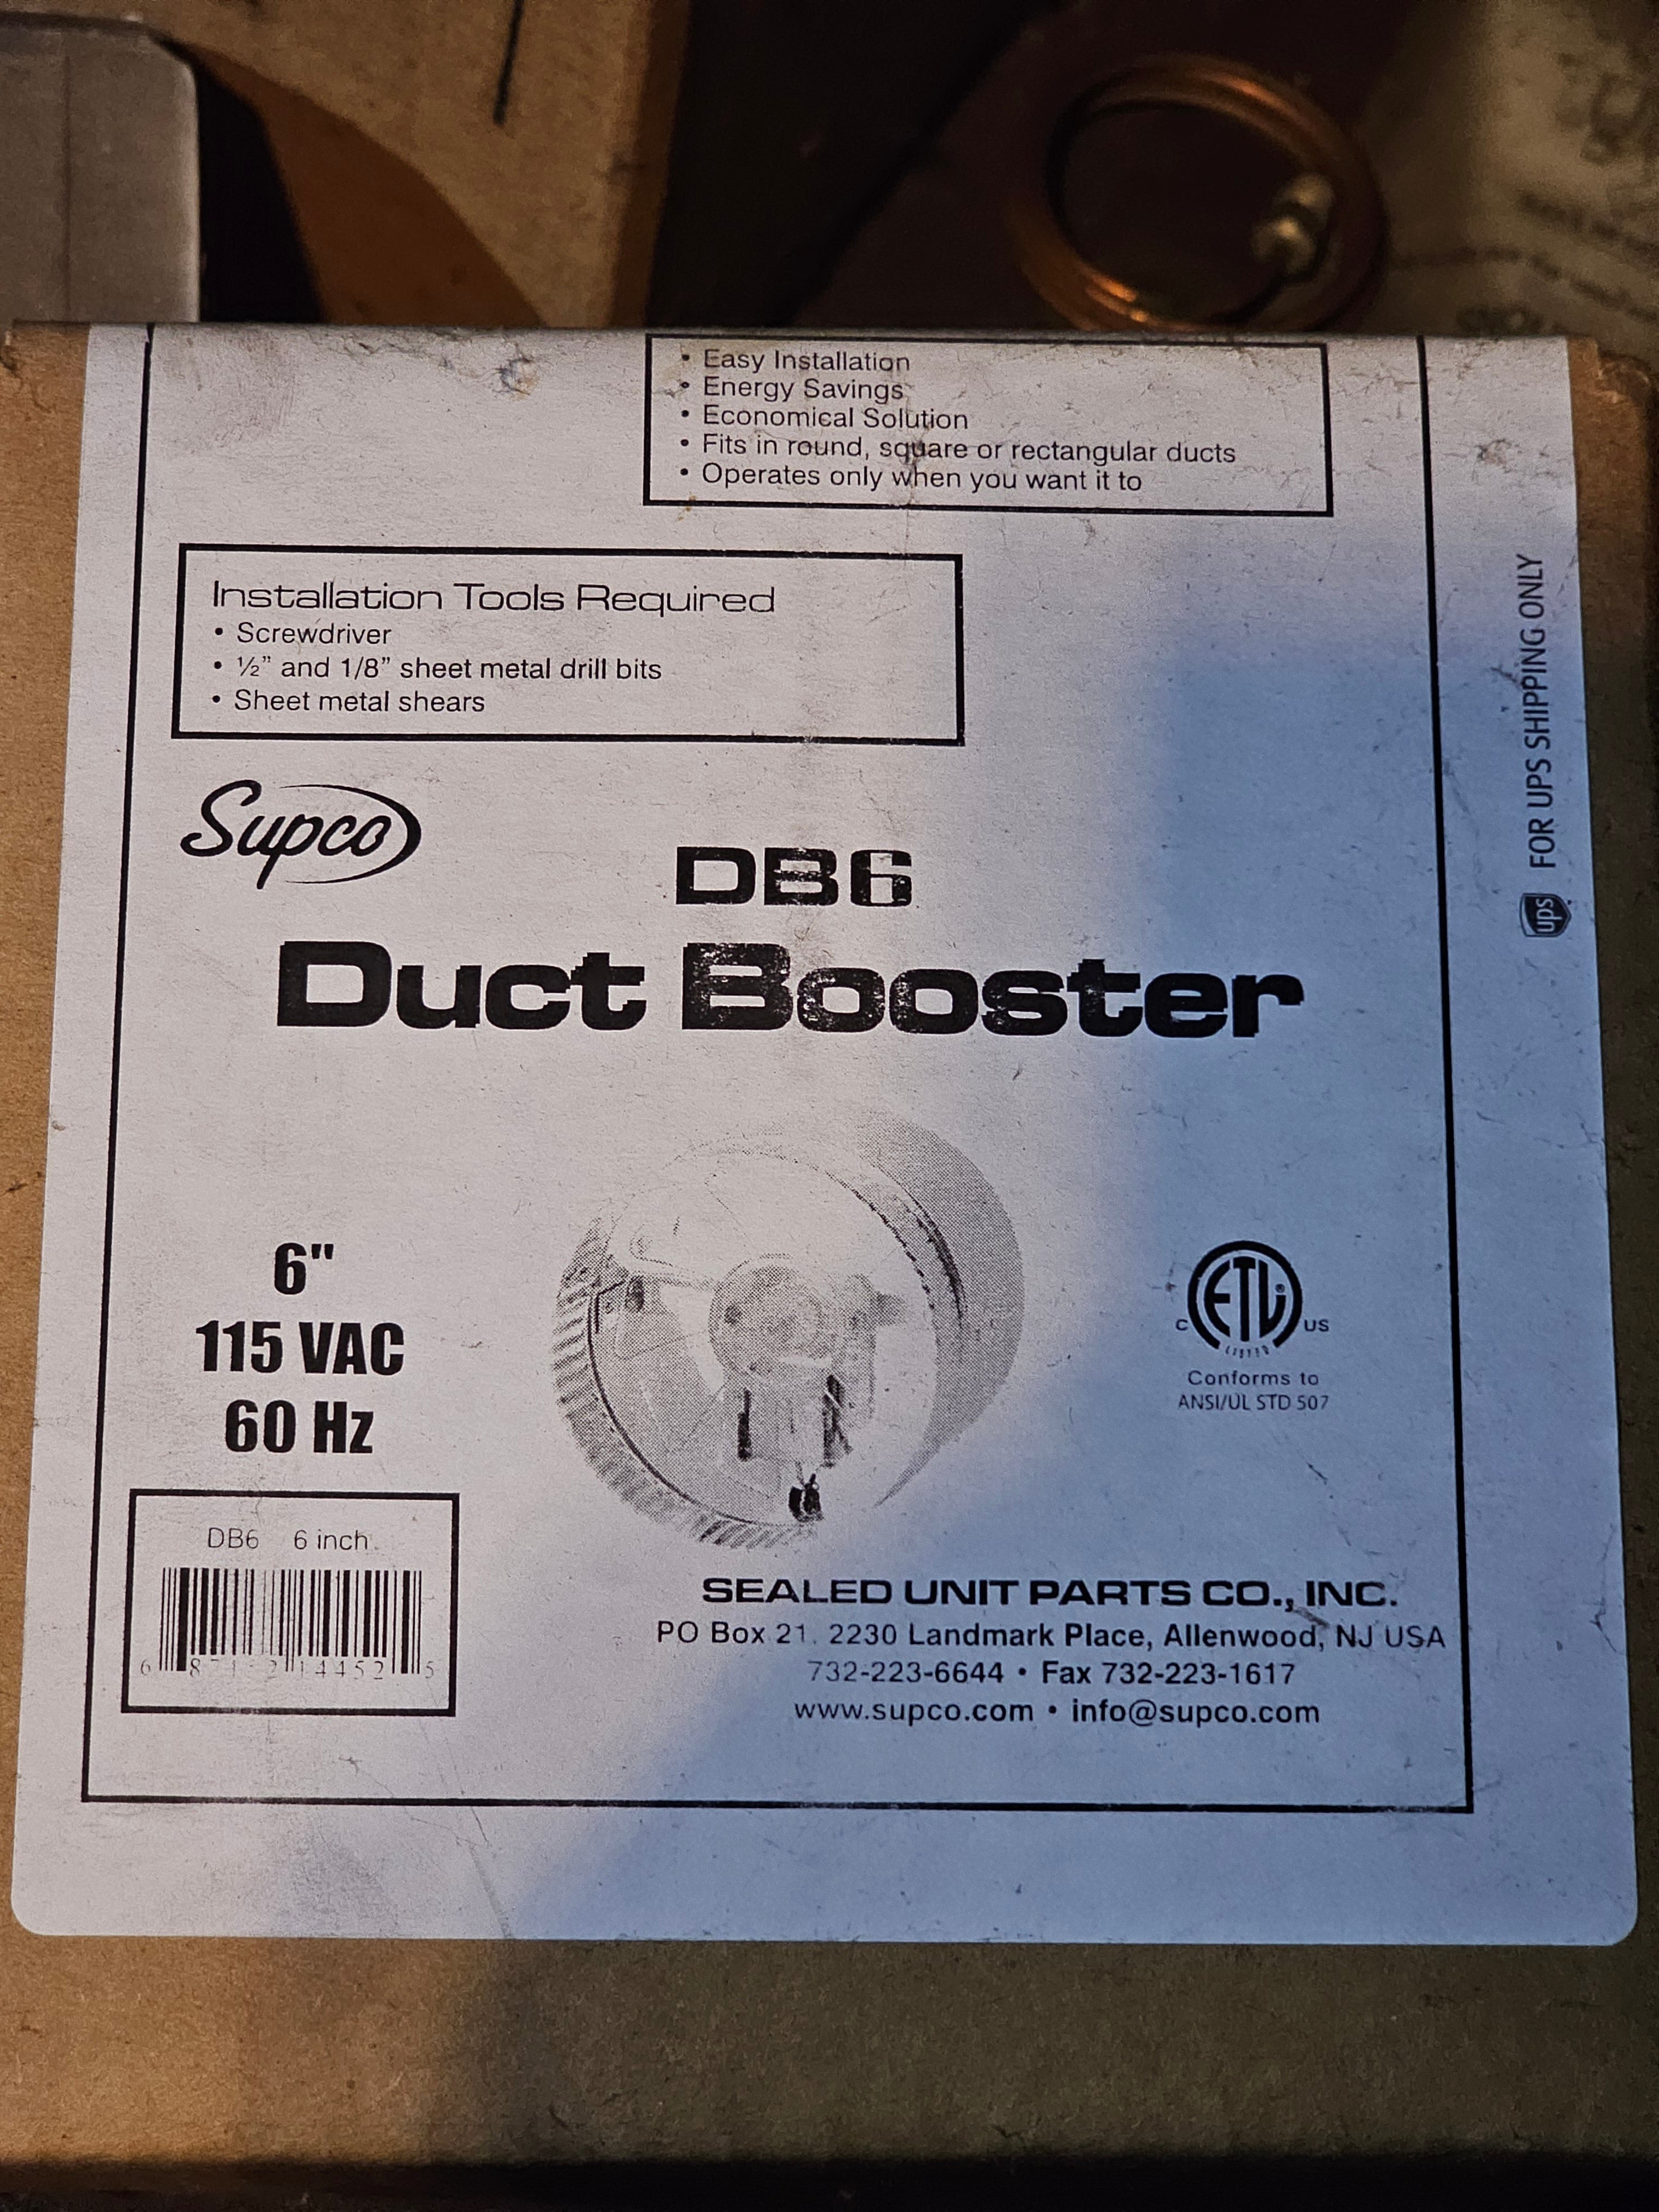 • Easy Installation
• Energy Savings
• Economical Solution
• Fits in round, square or rectangular ducts
• Operates only when you want it to
Installation Tools Required
• Screwdriver
• ½” and 1/8” sheet metal drill bits
• Sheet metal shears
Supco
DB6
Duct Booster
6"
115 VAC
60 Hz
ETL
C US
LISTED
Conforms to
ANSI/UL STD 507
DB6 6 inch
SEALED UNIT PARTS CO., INC.
PO Box 21. 2230 Landmark Place, Allenwood, NJ USA
732-223-6644 • Fax 732-223-1617
www.supco.com • info@supco.com
ups FOR UPS SHIPPING ONLY